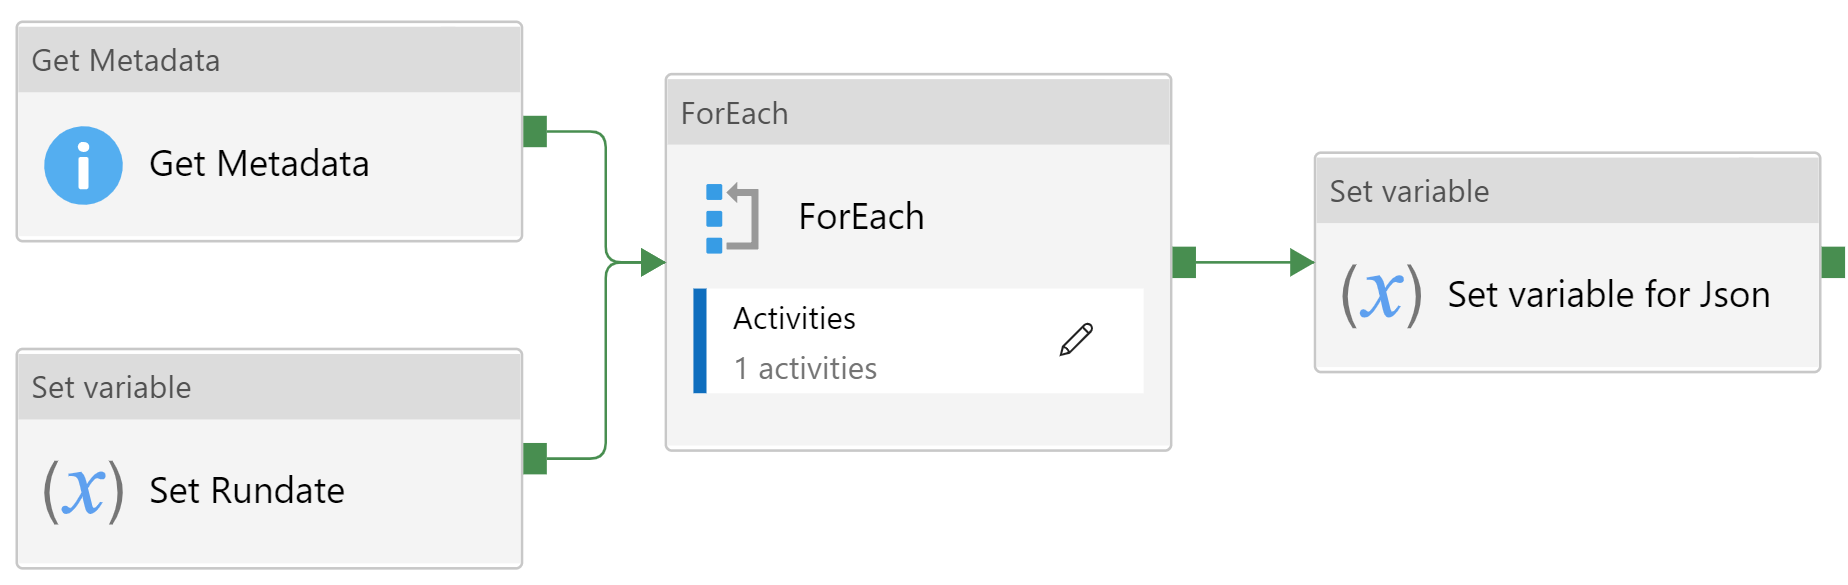 Get Metadata
Get Metadata
Set variable
(x) Set Rundate
ForEach
ForEach
Activities
1 activities
Set variable
(x) Set variable for Json